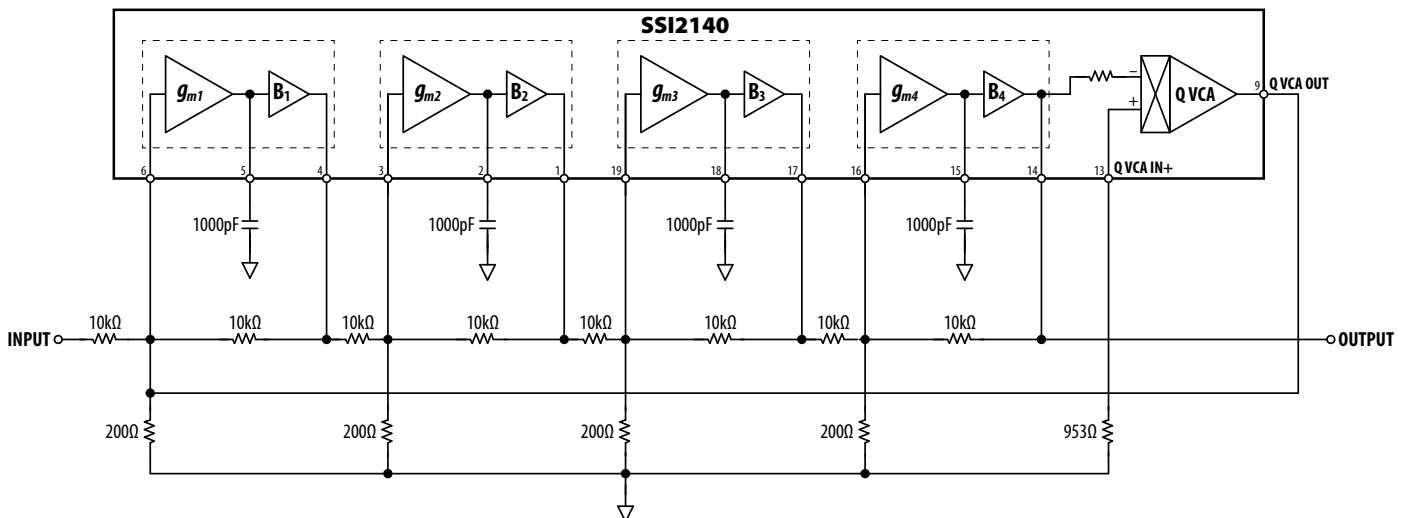 SSI2140
gm1
B1
gm2
B2
gm3
B3
gm4
B4
−
+
Q VCA
9
Q VCA OUT
6
5
4
3
2
1
19
18
17
16
15
14
13
Q VCA IN+
1000pF
1000pF
1000pF
1000pF
INPUT
10kΩ
10kΩ
10kΩ
10kΩ
10kΩ
10kΩ
10kΩ
10kΩ
OUTPUT
200Ω
200Ω
200Ω
200Ω
953Ω